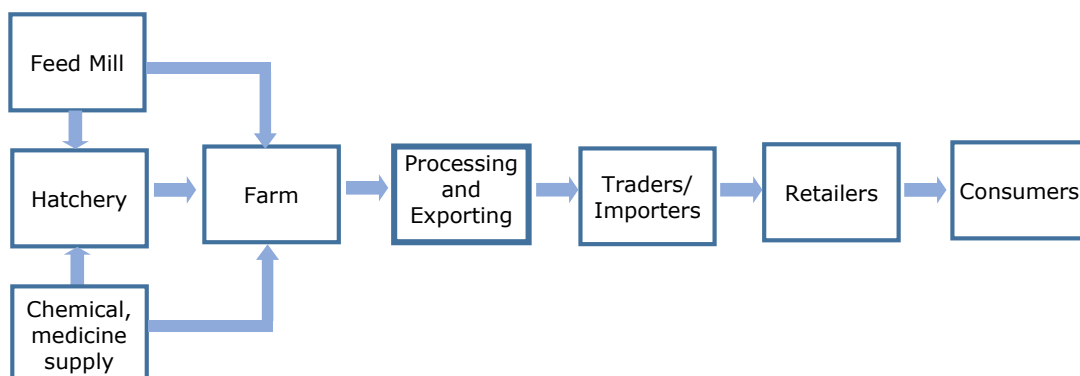 Feed Mill
Hatchery
Chemical,
medicine
supply
Farm
Processing
and
Exporting
Traders/
Importers
Retailers
Consumers